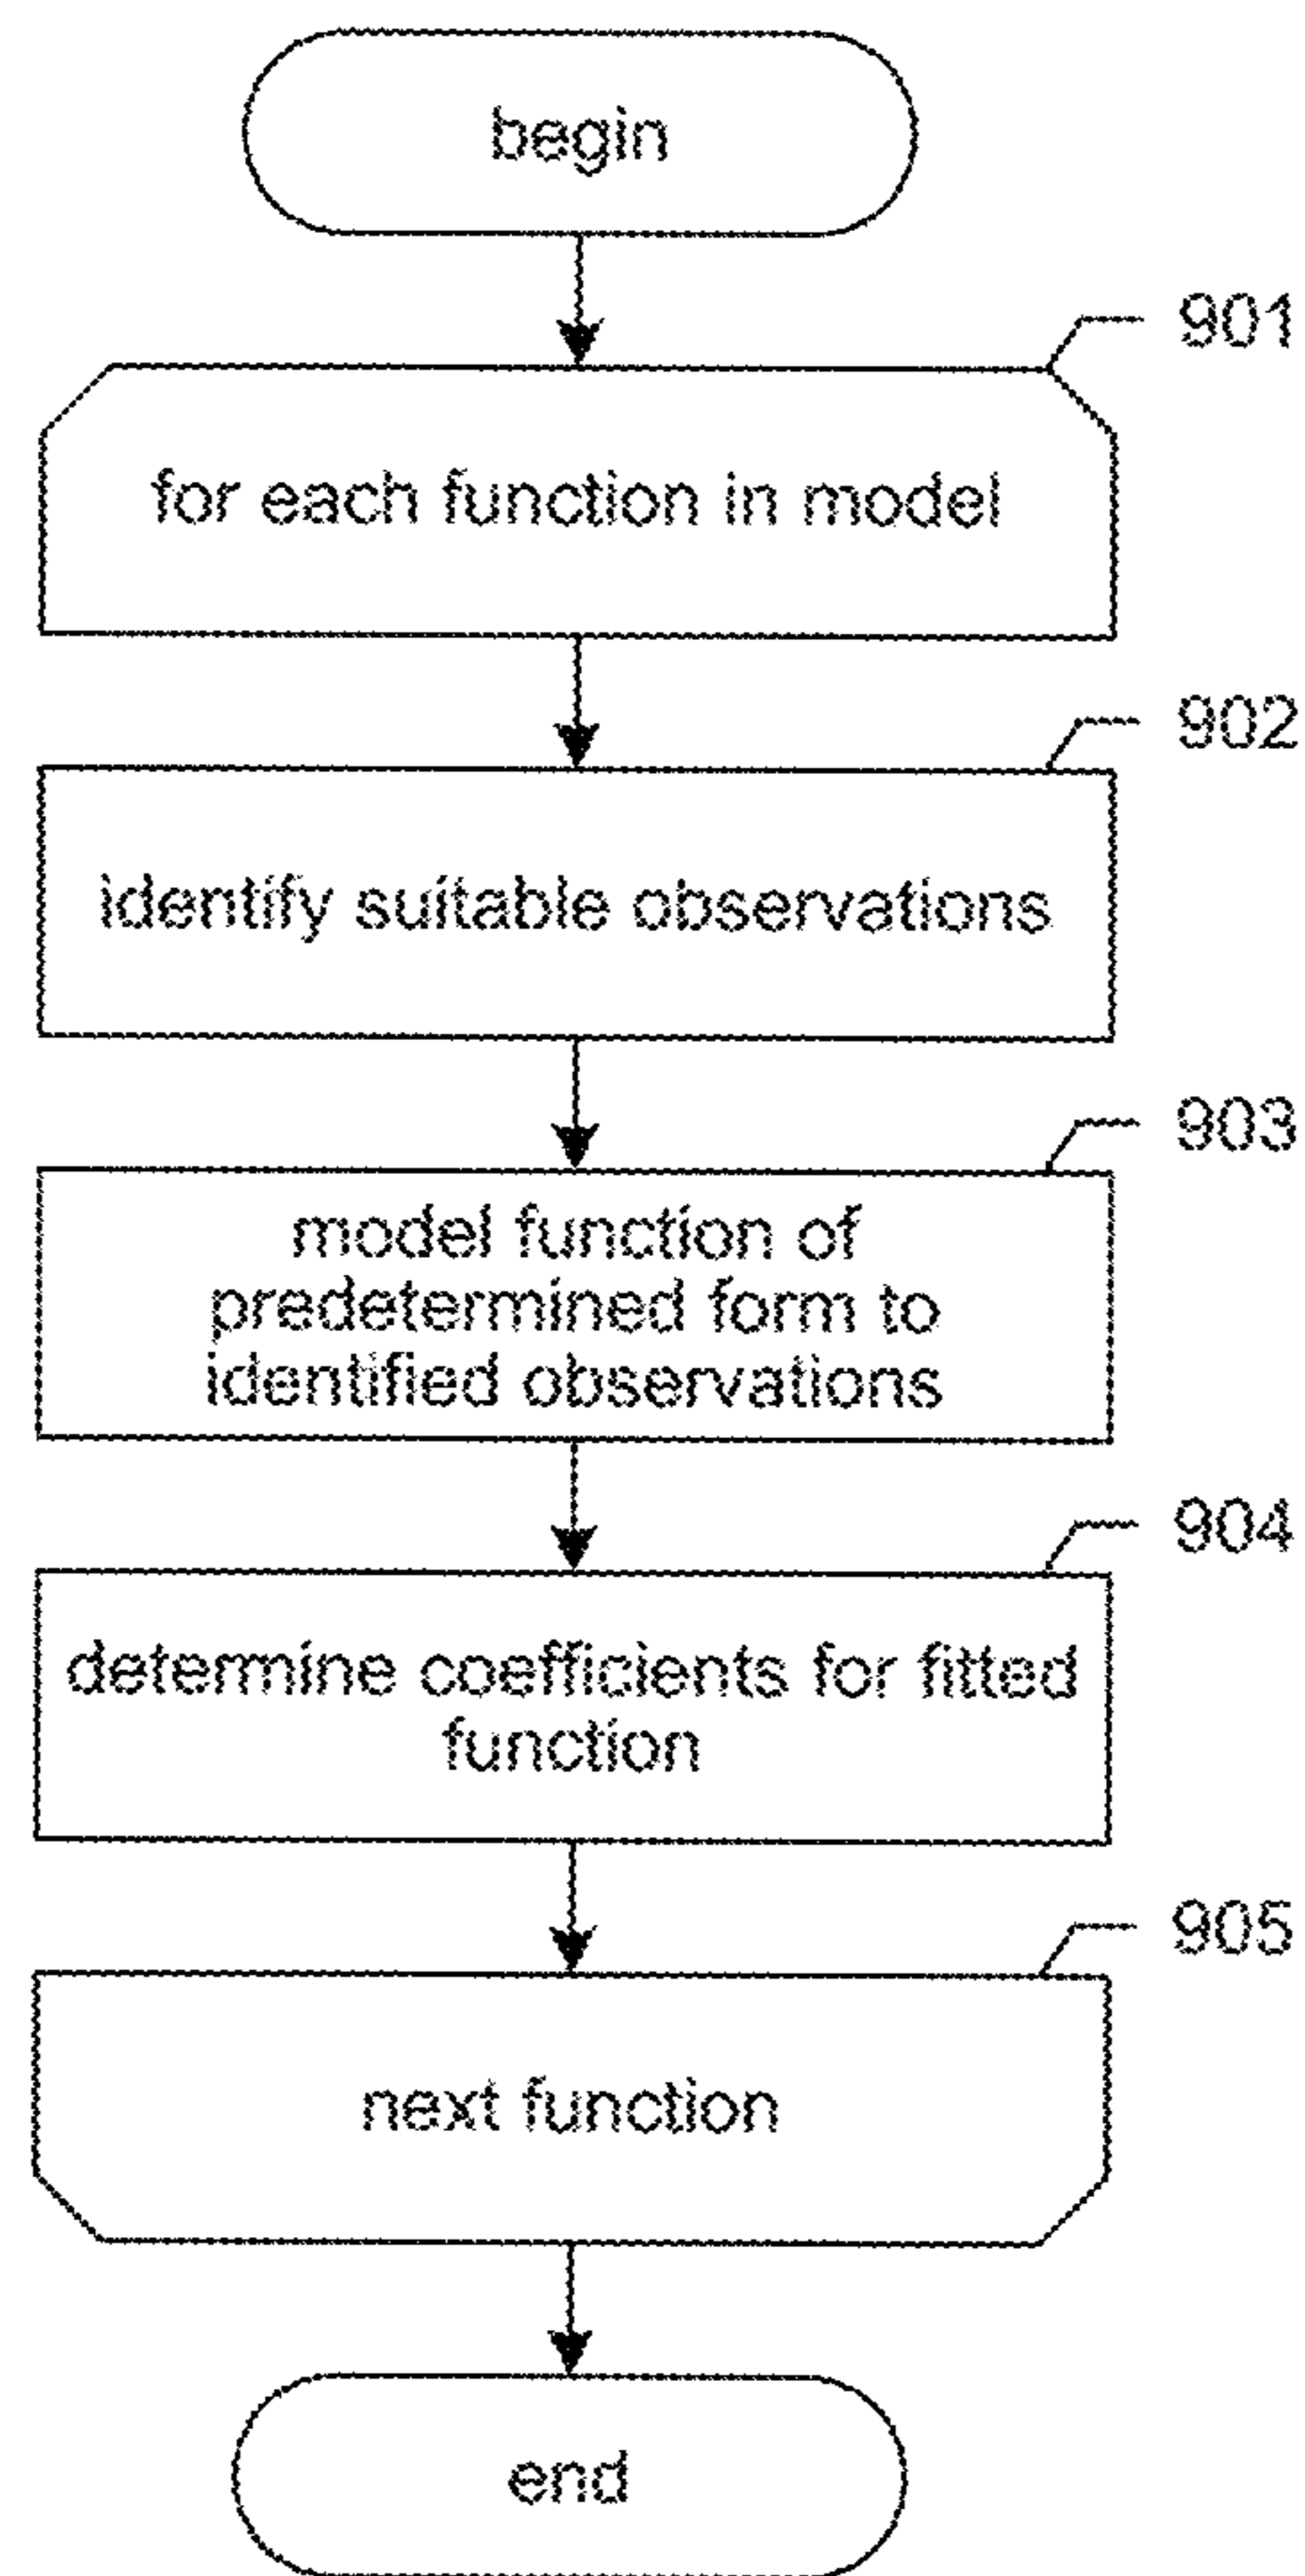 begin
901
for each function in model
902
identify suitable observations
903
model function of
predetermined form to
identified observations
904
determine coefficients for fitted
function
905
next function
end